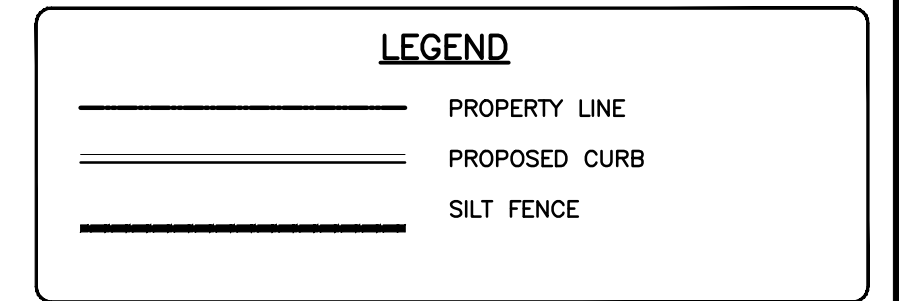 LEGEND
PROPERTY LINE
PROPOSED CURB
SILT FENCE